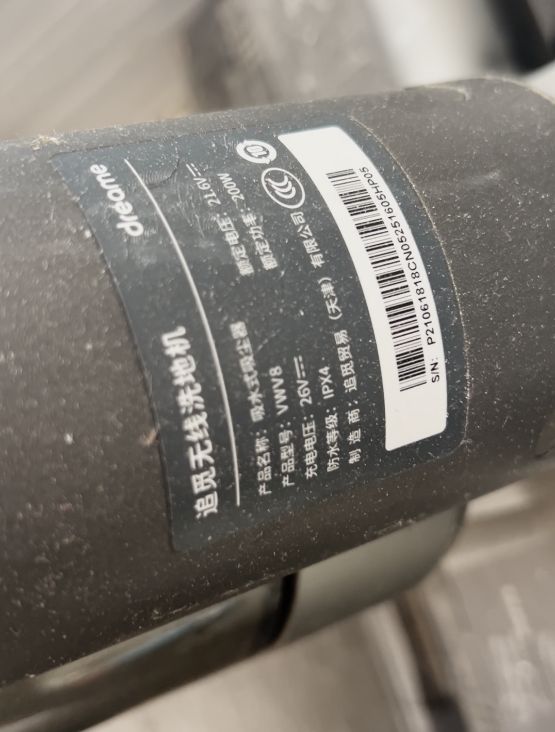 dreame
追觅无线洗地机
产品名称: 吸水式吸尘器
产品型号: VWV8
额定电压: 21.6V
充电电压: 26V
额定功率: 200W
防水等级: IPX4
制 造 商: 追觅贸易（天津）有限公司
10
CCC
S/N: P21061818CN05251605HP05